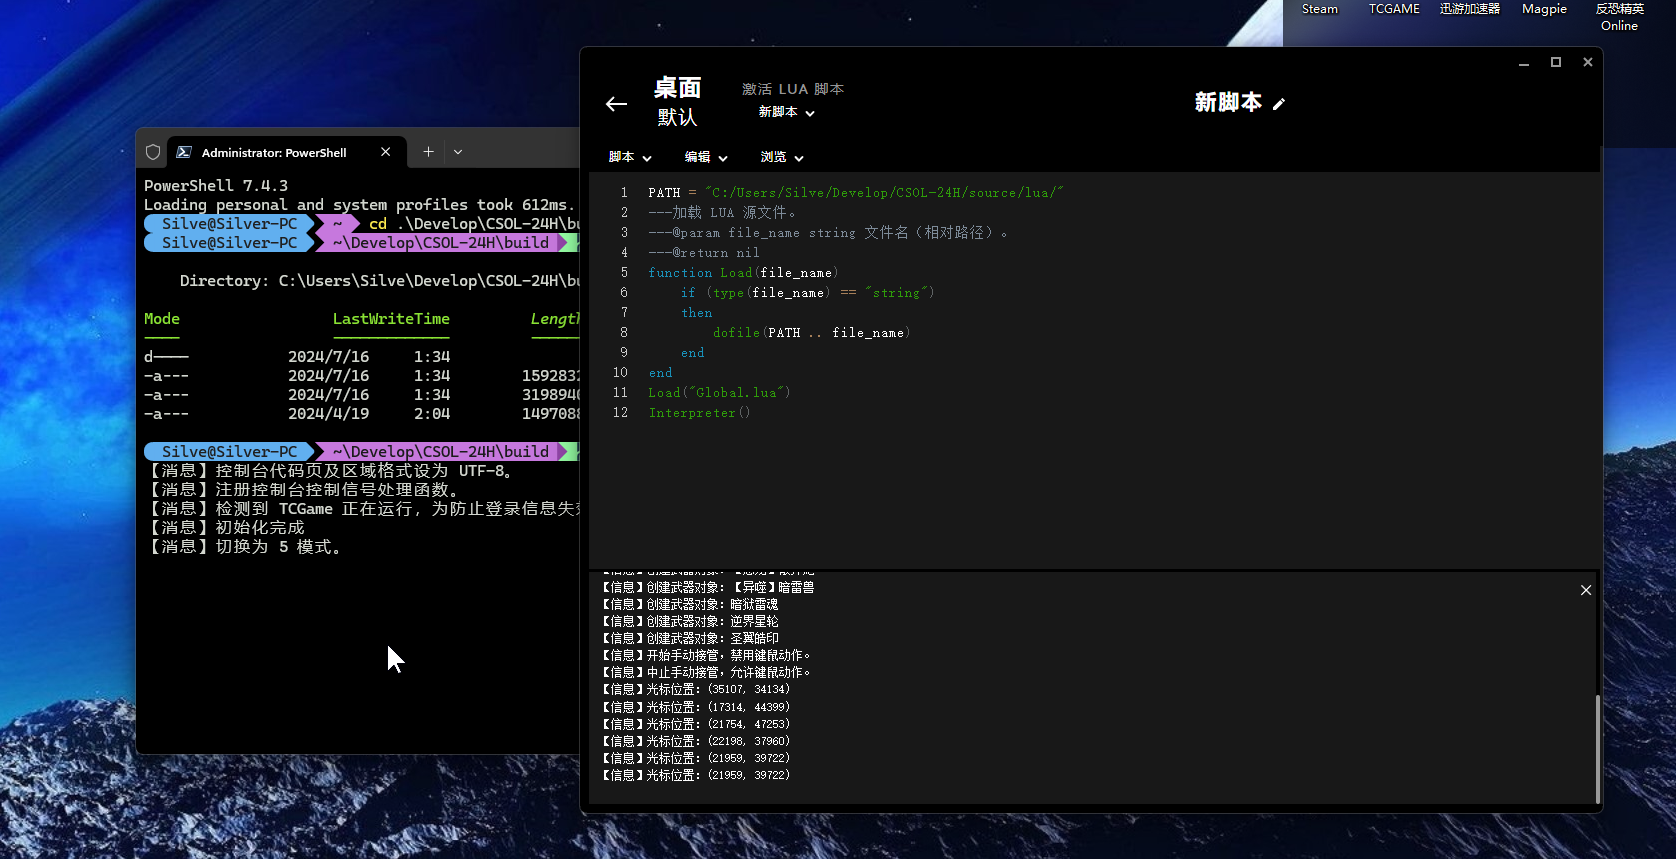 Steam
TCGAME
迅游加速器
Magpie
反恐精英
Online
Administrator: PowerShell
PowerShell 7.4.3
Loading personal and system profiles took 612ms.
Silve@Silver-PC ~ cd .\Develop\CSOL-24H\bu
Silve@Silver-PC ~\Develop\CSOL-24H\build
Directory: C:\Users\Silve\Develop\CSOL-24H\bu
Mode LastWriteTime Length
---- ------------- ------
d---- 2024/7/16 1:34
-a--- 2024/7/16 1:34 1592832
-a--- 2024/7/16 1:34 3198940
-a--- 2024/4/19 2:04 1497088
Silve@Silver-PC ~\Develop\CSOL-24H\build
【消息】控制台代码页及区域格式设为 UTF-8。
【消息】注册控制台控制信号处理函数。
【消息】检测到 TCGame 正在运行，为防止登录信息失
【消息】初始化完成
【消息】切换为 5 模式。
桌面
默认
激活 LUA 脚本
新脚本
新脚本
脚本 编辑 浏览
1 PATH = "C:/Users/Silve/Develop/CSOL-24H/source/lua/"
2 ---加载 LUA 源文件。
3 ---@param file_name string 文件名（相对路径）。
4 ---@return nil
5 function Load(file_name)
6 if (type(file_name) == "string")
7 then
8 dofile(PATH .. file_name)
9 end
10 end
11 Load("Global.lua")
12 Interpreter()
【信息】创建武器对象：【异噬】暗雷兽
【信息】创建武器对象：暗狱雷魂
【信息】创建武器对象：逆界星轮
【信息】创建武器对象：圣翼皓印
【信息】开始手动接管，禁用键鼠动作。
【信息】中止手动接管，允许键鼠动作。
【信息】光标位置：(35107, 34134)
【信息】光标位置：(17314, 44399)
【信息】光标位置：(21754, 47253)
【信息】光标位置：(22198, 37960)
【信息】光标位置：(21959, 39722)
【信息】光标位置：(21959, 39722)